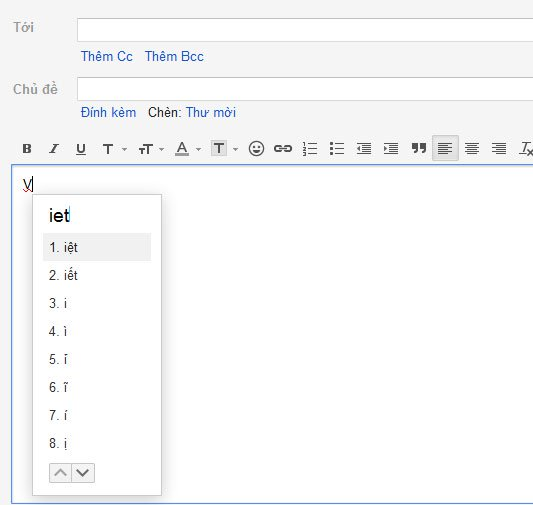 Tới
Thêm Cc Thêm Bcc
Chủ đề
Đính kèm Chèn: Thư mời
B I U T тT A T
V
iet
1. iệt
2. iết
3. i
4. ì
5. ỉ
6. ĩ
7. í
8. ị